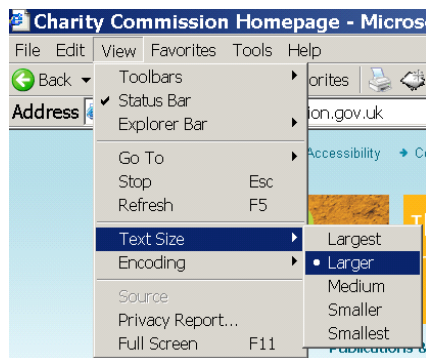 Charity Commission Homepage - Micros
File Edit View Favorites Tools Help
Back
orites
Address
ion.gov.uk
Toolbars
Status Bar
Explorer Bar
Go To
Stop Esc
Refresh F5
Text Size
Encoding
Source
Privacy Report...
Full Screen F11
Accessibility
Largest
Larger
Medium
Smaller
Smallest